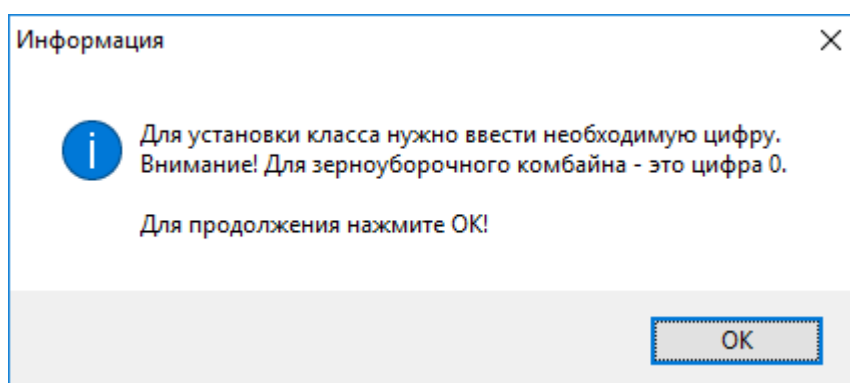 Информация
Для установки класса нужно ввести необходимую цифру.
Внимание! Для зерноуборочного комбайна - это цифра 0.
Для продолжения нажмите ОК!
ОК